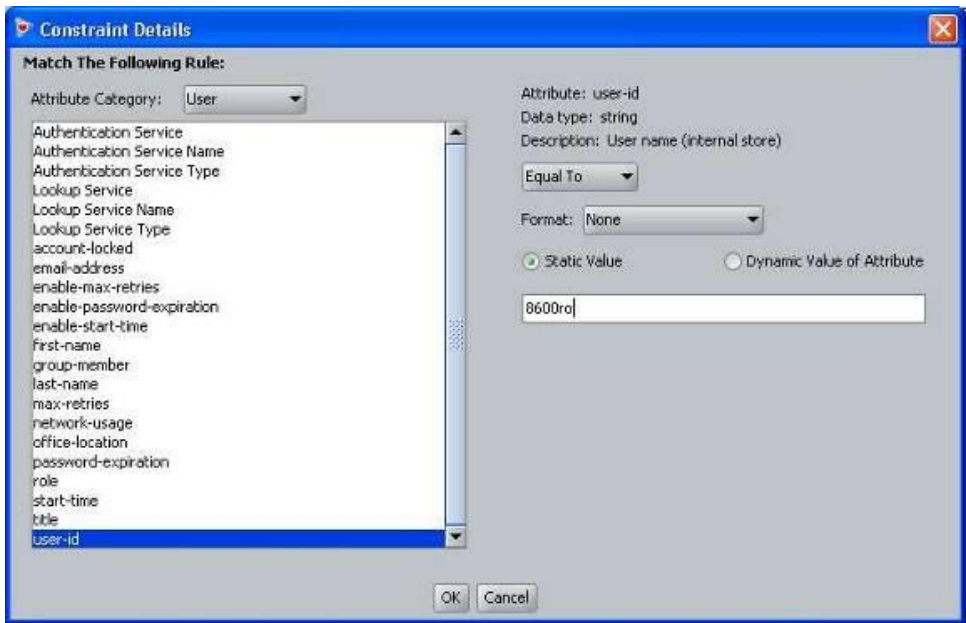 Constraint Details
Match The Following Rule:
Attribute Category: User
Authentication Service
Authentication Service Name
Authentication Service Type
Lookup Service
Lookup Service Name
Lookup Service Type
account-locked
email-address
enable-max-retries
enable-password-expiration
enable-start-time
first-name
group-member
last-name
max-retries
network-usage
office-location
password-expiration
role
start-time
title
user-id
Attribute: user-id
Data type: string
Description: User name (internal store)
Equal To
Format: None
Static Value Dynamic Value of Attribute
8600ro
OK Cancel